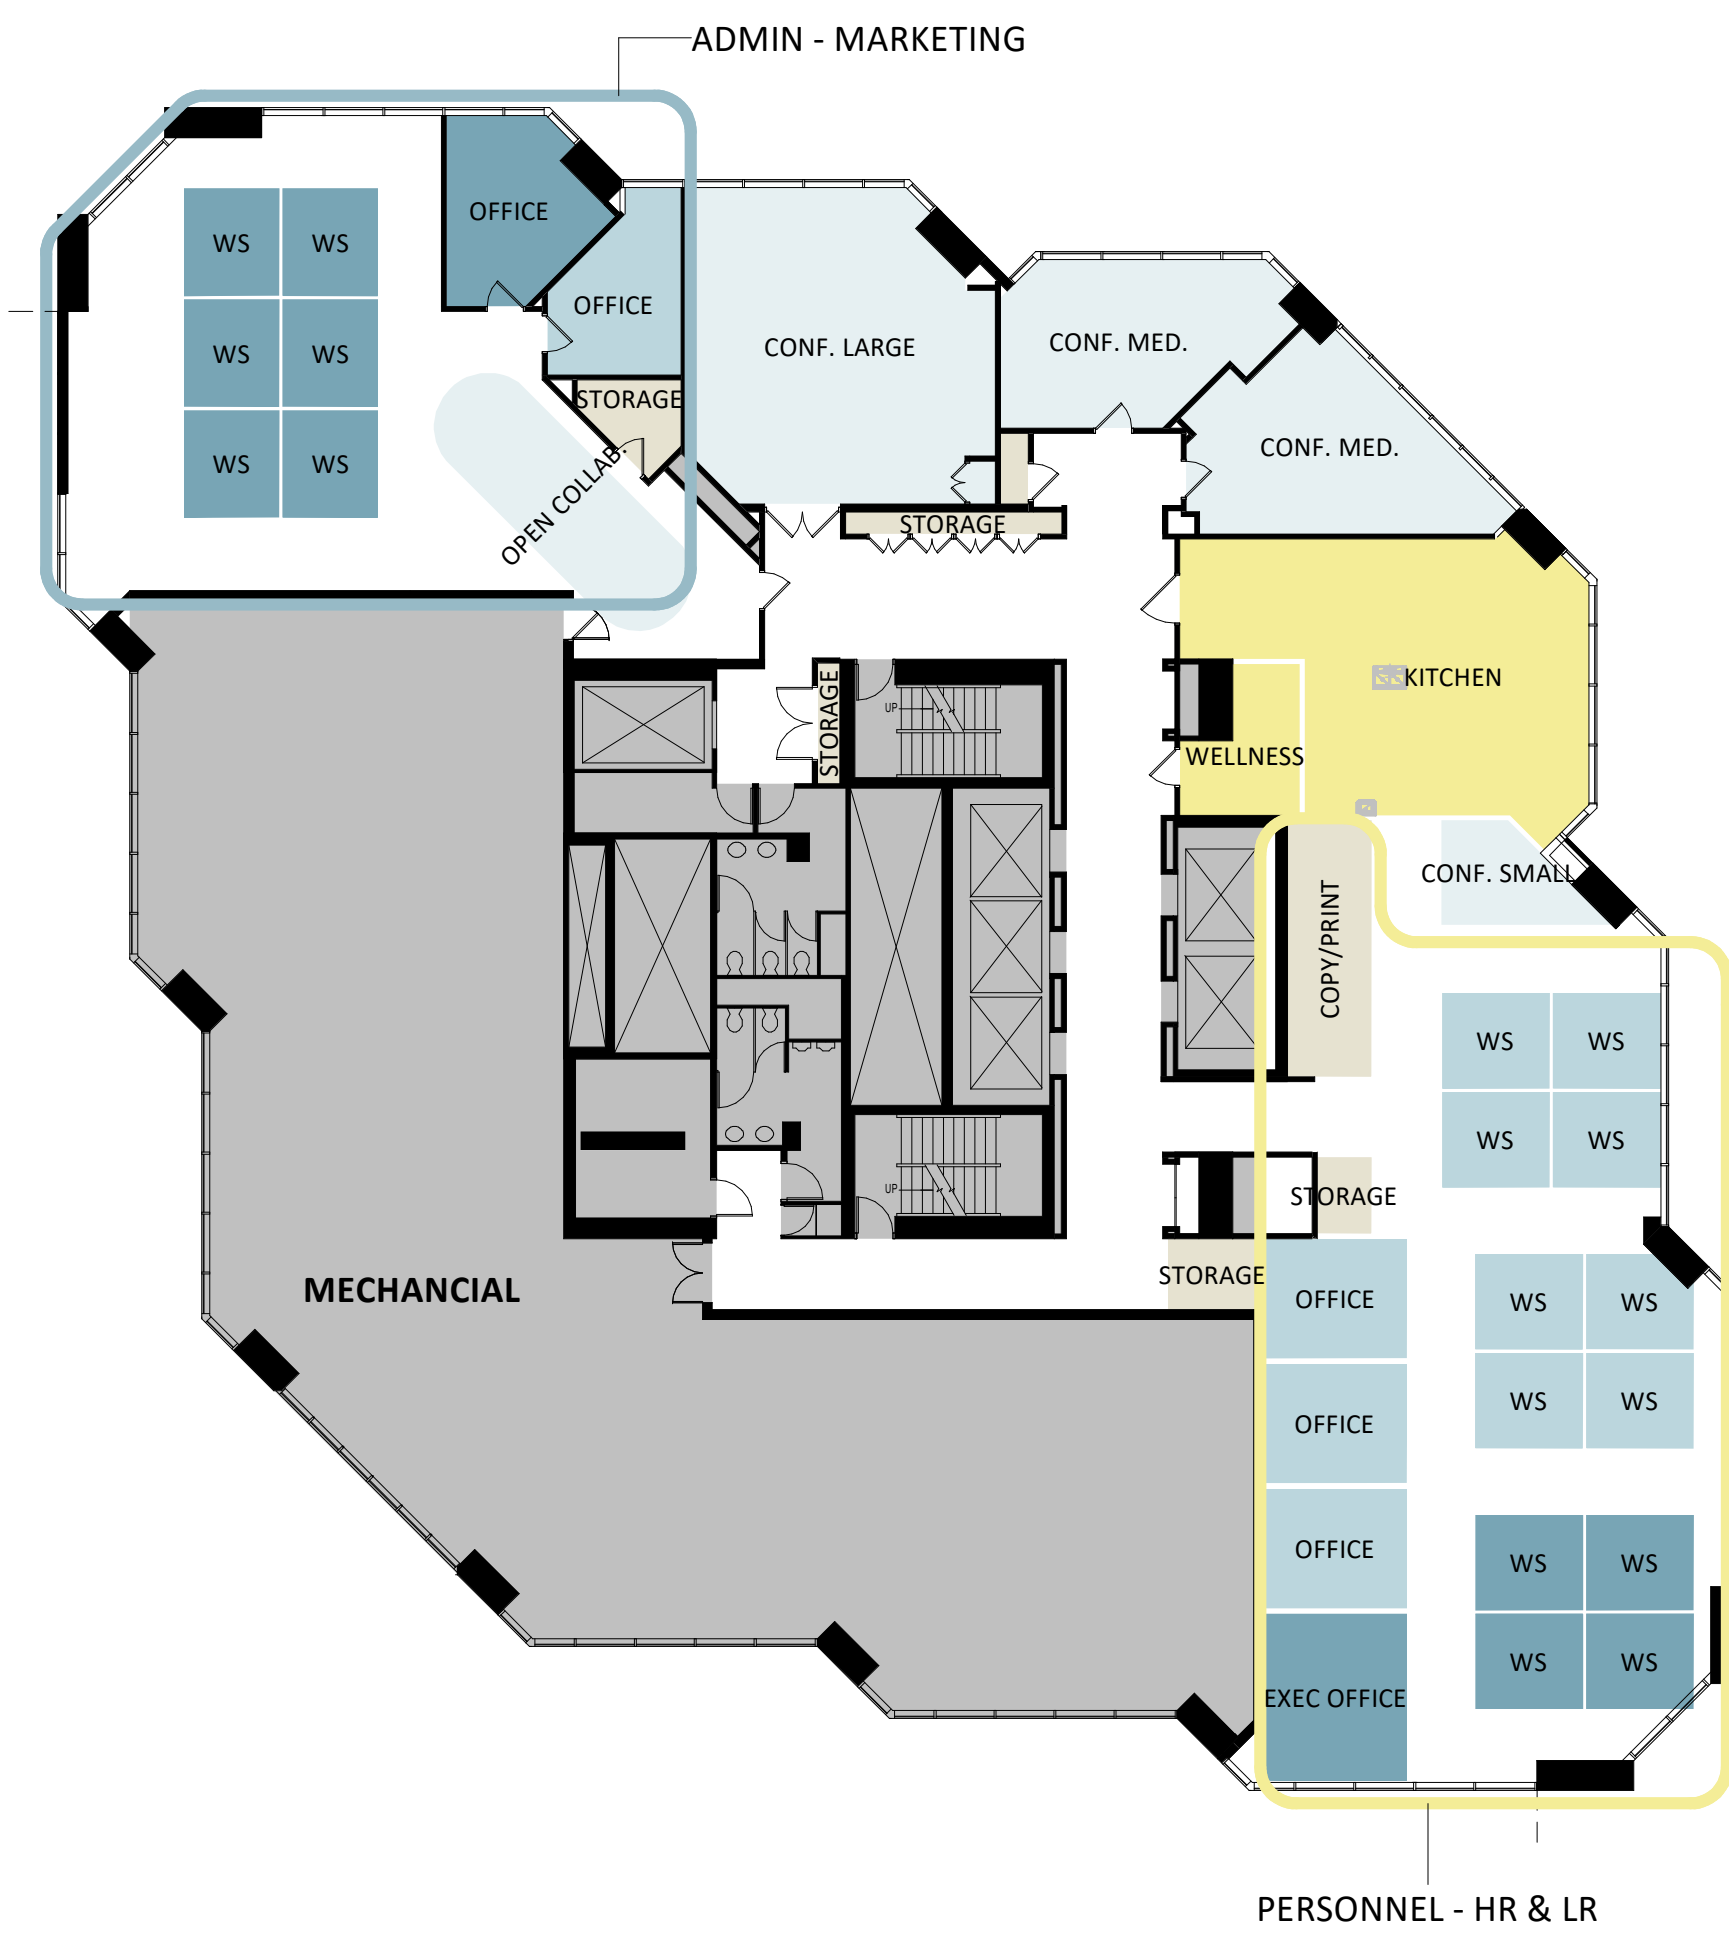 ADMIN - MARKETING
OFFICE
WS
WS
OFFICE
CONF. LARGE
CONF. MED.
WS
WS
STORAGE
CONF. MED.
WS
WS
OPEN COLLAB.
STORAGE
KITCHEN
STORAGE
UP
WELLNESS
CONF. SMALL
COPY/PRINT
WS
WS
WS
WS
UP
STORAGE
STORAGE
MECHANCIAL
OFFICE
WS
WS
OFFICE
WS
WS
OFFICE
WS
WS
EXEC OFFICE
WS
WS
PERSONNEL - HR & LR